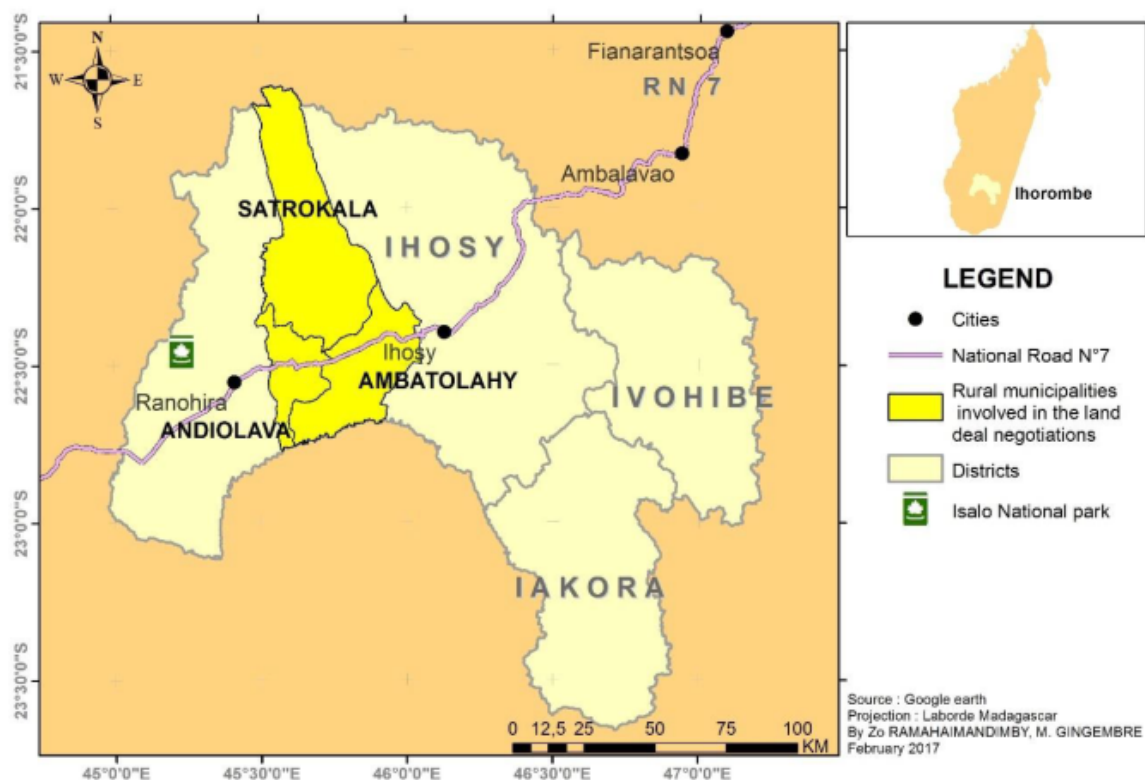 N
W
E
S
21°30'0"S
22°0'0"S
22°30'0"S
23°0'0"S
23°30'0"S
Fianarantsoa
RN 7
Ambalavao
SATROKALA
IHOSY
Ihosy
AMBATOLAHY
Ranohira
ANDIOLAVA
IVOHIBE
IAKORA
0 12,5 25 50 75 100
KM
45°0'0"E
45°30'0"E
46°0'0"E
46°30'0"E
47°0'0"E
Ihorombe
LEGEND
Cities
National Road N°7
Rural municipalities
involved in the land
deal negotiations
Districts
Isalo National park
Source : Google earth
Projection : Laborde Madagascar
By Zo RAMAHAIMANDIMBY, M. GINGEMBRE
February 2017